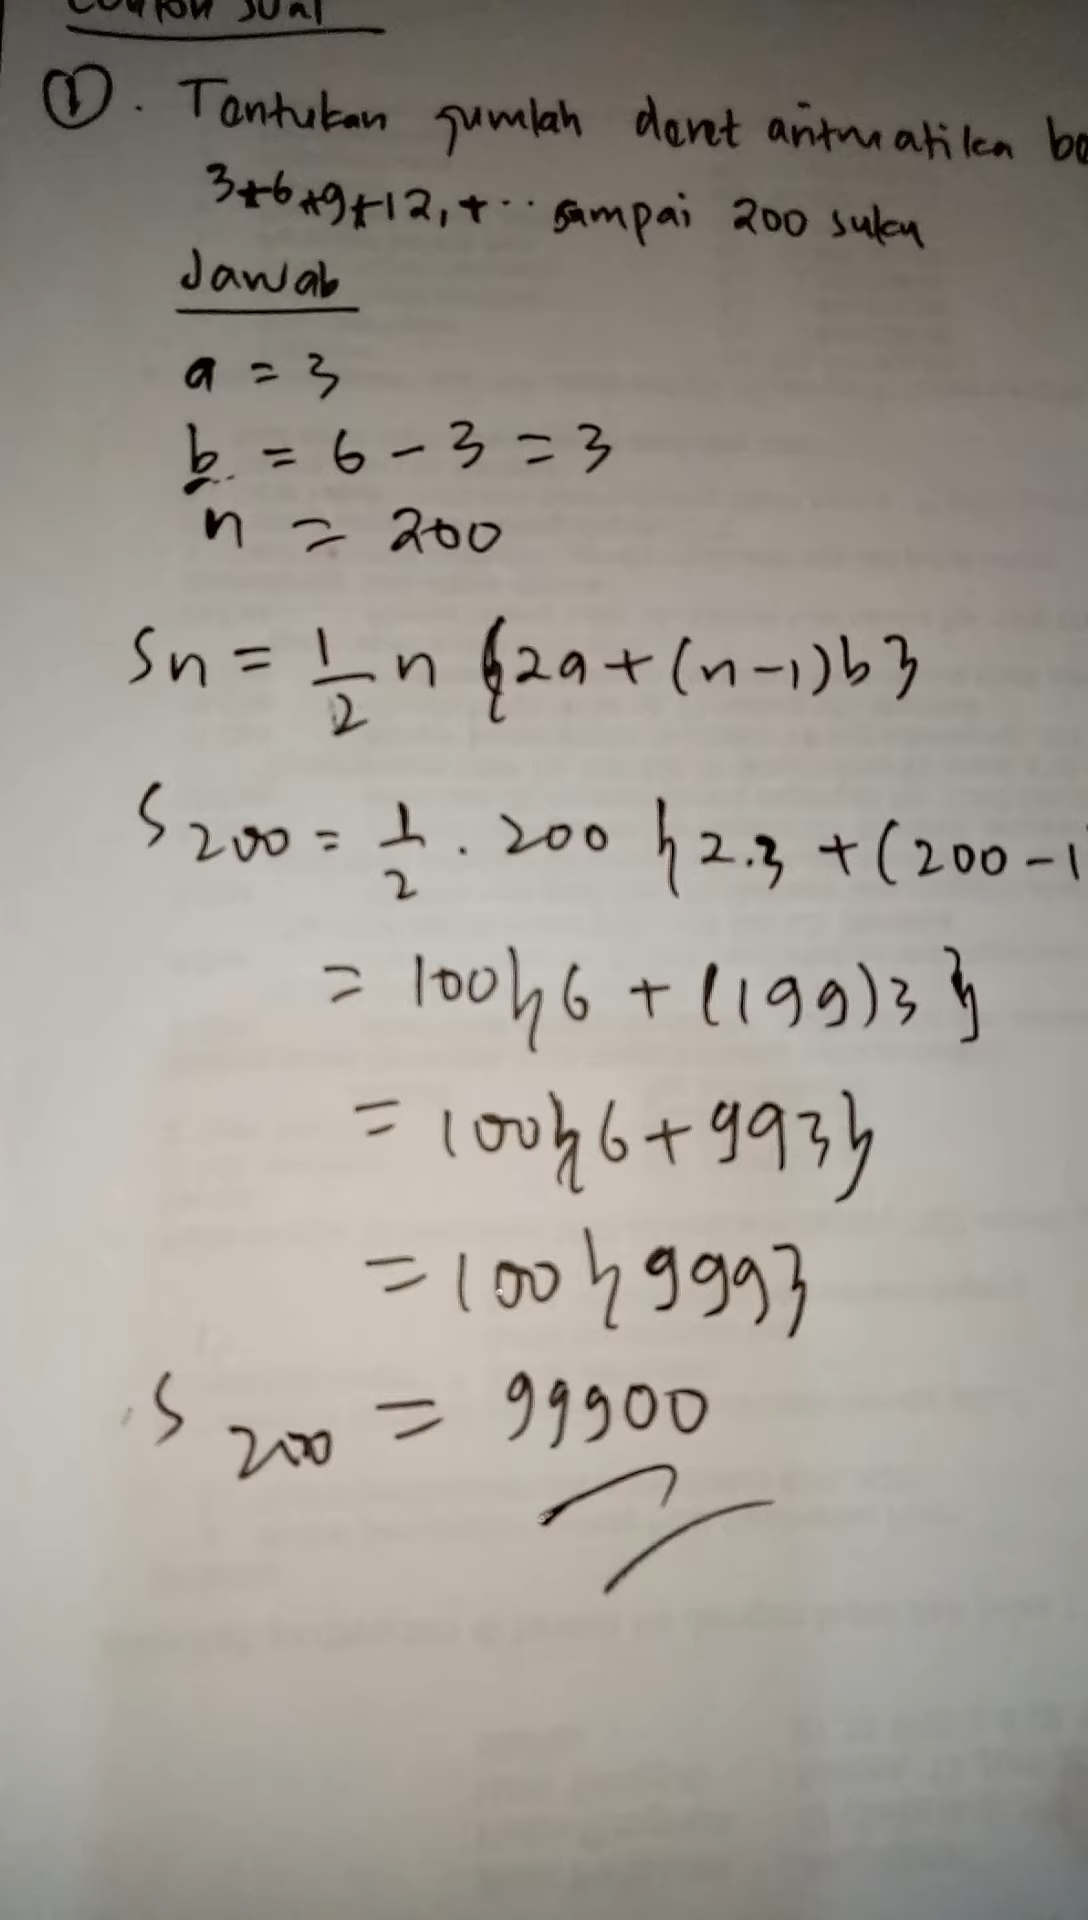 Contoh Soal
①. Tentukan jumlah deret aritmatika
3+6+9+12,+.. sampai 200 suku
Jawab
a = 3
b = 6 - 3 = 3
n = 200
Sn = 1/2 n {2a + (n-1)b}
S200 = 1/2 . 200 {2.3 + (200-1
= 100{6 + (199)3}
= 100{6+993}
= 100{999}
S200 = 99900